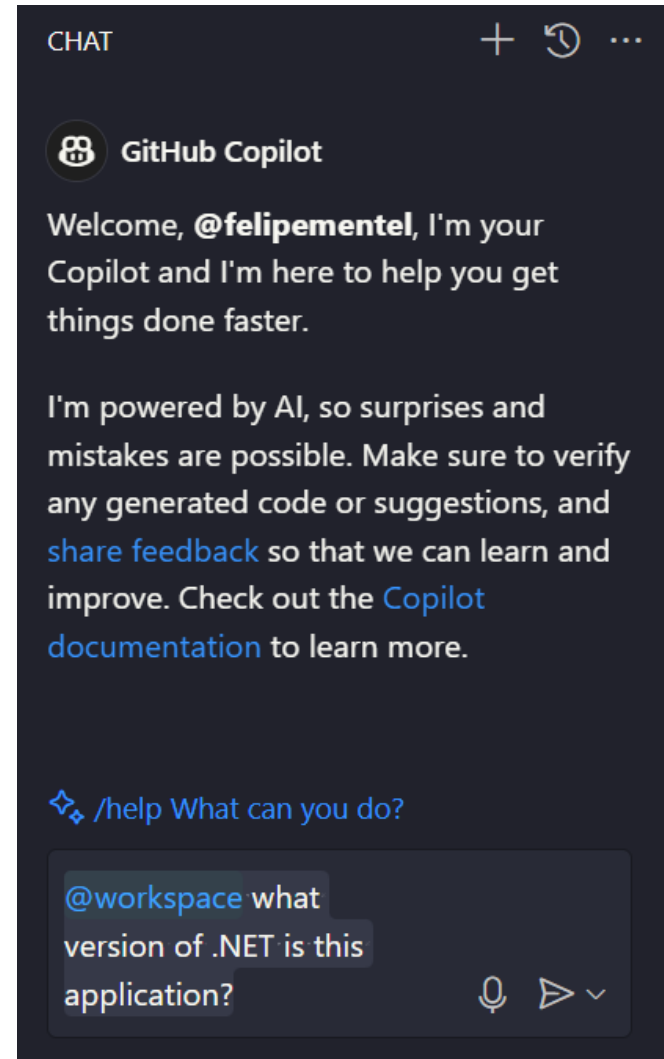 CHAT
GitHub Copilot
Welcome, @felipementel, I'm your
Copilot and I'm here to help you get
things done faster.
I'm powered by AI, so surprises and
mistakes are possible. Make sure to verify
any generated code or suggestions, and
share feedback so that we can learn and
improve. Check out the Copilot
documentation to learn more.
/help What can you do?
@workspace what
version of .NET is this
application?